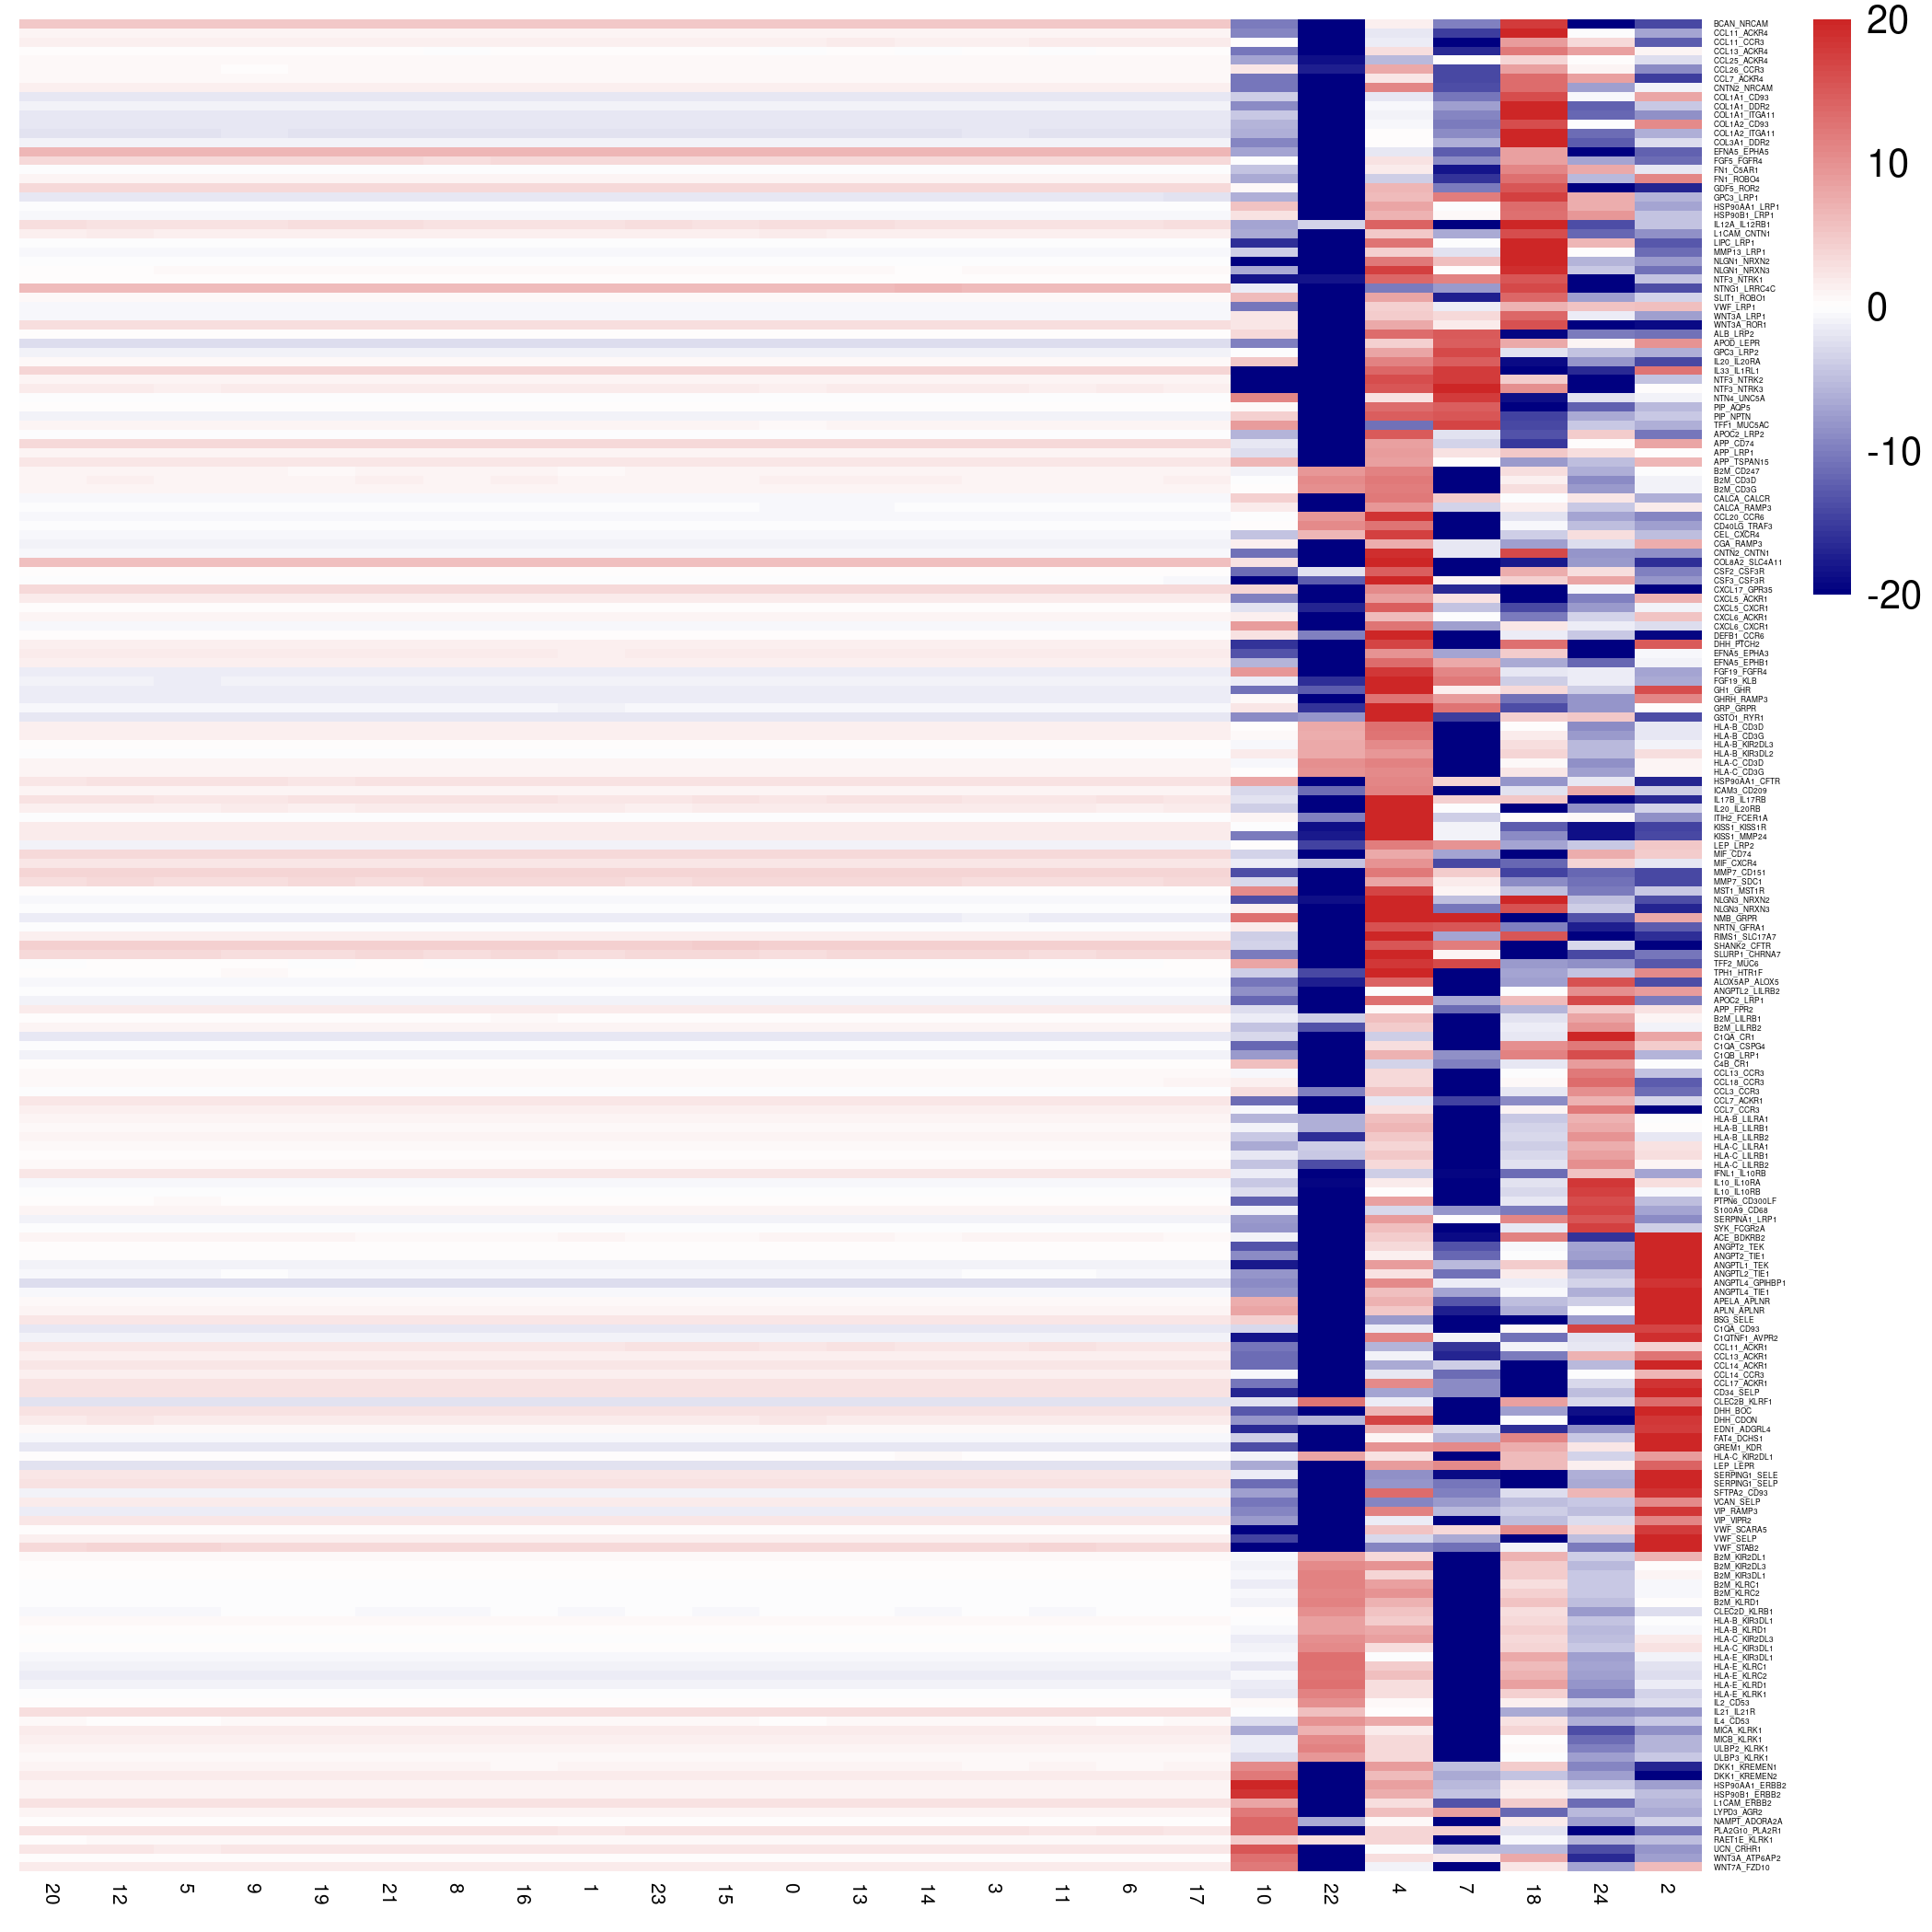 BCAN_NRCAM
CCL11_ACKR4
CCL11_CCR3
CCL13_ACKR4
CCL25_ACKR4
CCL26_CCR3
CCL7_ACKR4
CNTN2_NRCAM
COL1A1_CD93
COL1A1_DDR2
COL1A1_ITGA11
COL1A2_CD93
COL1A2_ITGA11
COL3A1_DDR2
EFNA5_EPHA5
FGF5_FGFR4
FN1_C5AR1
FN1_ROBO4
GDF5_ROR2
GPC3_LRP1
HSP90AA1_LRP1
HSP90B1_LRP1
IL12A_IL12RB1
L1CAM_CNTN1
LIPC_LRP1
MMP13_LRP1
NLGN1_NRXN2
NLGN1_NRXN3
NTF3_NTRK1
NTNG1_LRRC4C
SLIT1_ROBO1
VWF_LRP1
WNT3A_LRP1
WNT3A_ROR1
ALB_LRP2
APOD_LEPR
GPC3_LRP2
IL20_IL20RA
IL33_IL1RL1
NTF3_NTRK2
NTF3_NTRK3
NTN4_UNC5A
PIP_AQP5
PIP_NPTN
TFF1_MUC5AC
APOC2_LRP2
APP_CD74
APP_LRP1
APP_TSPAN15
B2M_CD247
B2M_CD3D
B2M_CD3G
CALCA_CALCR
CALCA_RAMP3
CCL20_CCR6
CD40LG_TRAF3
CEL_CXCR4
CGA_RAMP3
CNTN2_CNTN1
COL8A2_SLC4A11
CSF2_CSF3R
CSF3_CSF3R
CXCL17_GPR35
CXCL5_ACKR1
CXCL5_CXCR1
CXCL6_ACKR1
CXCL6_CXCR1
DEFB1_CCR6
DHH_PTCH2
EFNA5_EPHA3
EFNA5_EPHB1
FGF19_FGFR4
FGF19_KLB
GH1_GHR
GHRH_RAMP3
GRP_GRPR
GSTO1_RYR1
HLA-B_CD3D
HLA-B_CD3G
HLA-B_KIR2DL3
HLA-B_KIR3DL2
HLA-C_CD3D
HLA-C_CD3G
HSP90AA1_CFTR
ICAM3_CD209
IL17B_IL17RB
IL20_IL20RB
ITIH2_FCER1A
KISS1_KISS1R
KISS1_MMP24
LEP_LRP2
MIF_CD74
MIF_CXCR4
MMP7_CD151
MMP7_SDC1
MST1_MST1R
NLGN3_NRXN2
NLGN3_NRXN3
NMB_GRPR
NRTN_GFRA1
RIMS1_SLC17A7
SHANK2_CFTR
SLURP1_CHRNA7
TFF2_MUC6
TPH1_HTR1F
ALOX5AP_ALOX5
ANGPTL2_LILRB2
APOC2_LRP1
APP_FPR2
B2M_LILRB1
B2M_LILRB2
C1QA_CR1
C1QA_CSPG4
C1QB_LRP1
C4B_CR1
CCL13_CCR3
CCL18_CCR3
CCL3_CCR3
CCL7_ACKR1
CCL7_CCR3
HLA-B_LILRA1
HLA-B_LILRB1
HLA-B_LILRB2
HLA-C_LILRA1
HLA-C_LILRB1
HLA-C_LILRB2
IFNL1_IL10RB
IL10_IL10RA
IL10_IL10RB
PTPN6_CD300LF
S100A9_CD68
SERPINA1_LRP1
SYK_FCGR2A
ACE_BDKRB2
ANGPT2_TEK
ANGPT2_TIE1
ANGPTL1_TEK
ANGPTL2_TIE1
ANGPTL4_GPIHBP1
ANGPTL4_TIE1
APELA_APLNR
APLN_APLNR
BSG_SELE
C1QA_CD93
C1QTNF1_AVPR2
CCL11_ACKR1
CCL13_ACKR1
CCL14_ACKR1
CCL14_CCR3
CCL17_ACKR1
CD34_SELP
CLEC2B_KLRF1
DHH_BOC
DHH_CDON
EDN1_ADGRL4
FAT4_DCHS1
GREM1_KDR
HLA-C_KIR2DL1
LEP_LEPR
SERPING1_SELE
SERPING1_SELP
SFTPA2_CD93
VCAN_SELP
VIP_RAMP3
VIP_VIPR2
VWF_SCARA5
VWF_SELP
VWF_STAB2
B2M_KIR2DL1
B2M_KIR2DL3
B2M_KIR3DL1
B2M_KLRC1
B2M_KLRC2
B2M_KLRD1
CLEC2D_KLRB1
HLA-B_KIR3DL1
HLA-B_KLRD1
HLA-C_KIR2DL3
HLA-C_KIR3DL1
HLA-E_KIR3DL1
HLA-E_KLRC1
HLA-E_KLRC2
HLA-E_KLRD1
HLA-E_KLRK1
IL2_CD53
IL21_IL21R
IL4_CD53
MICA_KLRK1
MICB_KLRK1
ULBP2_KLRK1
ULBP3_KLRK1
DKK1_KREMEN1
DKK1_KREMEN2
HSP90AA1_ERBB2
HSP90B1_ERBB2
L1CAM_ERBB2
LYPD3_AGR2
NAMPT_ADORA2A
PLA2G10_PLA2R1
RAET1E_KLRK1
UCN_CRHR1
WNT3A_ATP6AP2
WNT7A_FZD10
20
10
0
-10
-20
20 12 5 9 19 21 8 16 1 23 15 0 13 14 3 11 6 17 10 22 4 7 18 24 2